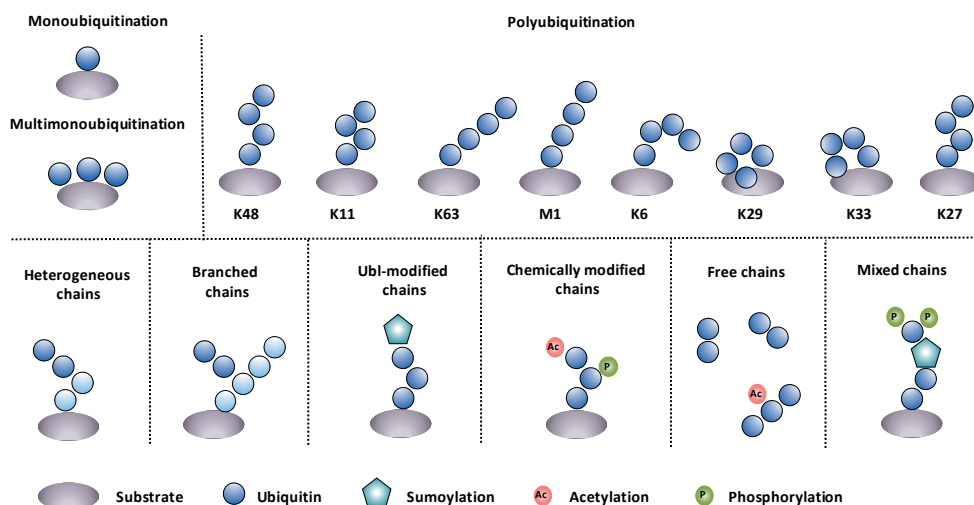 Monoubiquitination
Polyubiquitination
Multimonoubiquitination
K48 K11 K63 M1 K6 K29 K33 K27
Heterogeneous
chains
Branched
chains
Ubl-modified
chains
Chemically modified
chains
Free chains
Mixed chains
Ac
P
Ac
P P
Substrate Ubiquitin Sumoylation Ac Acetylation P Phosphorylation